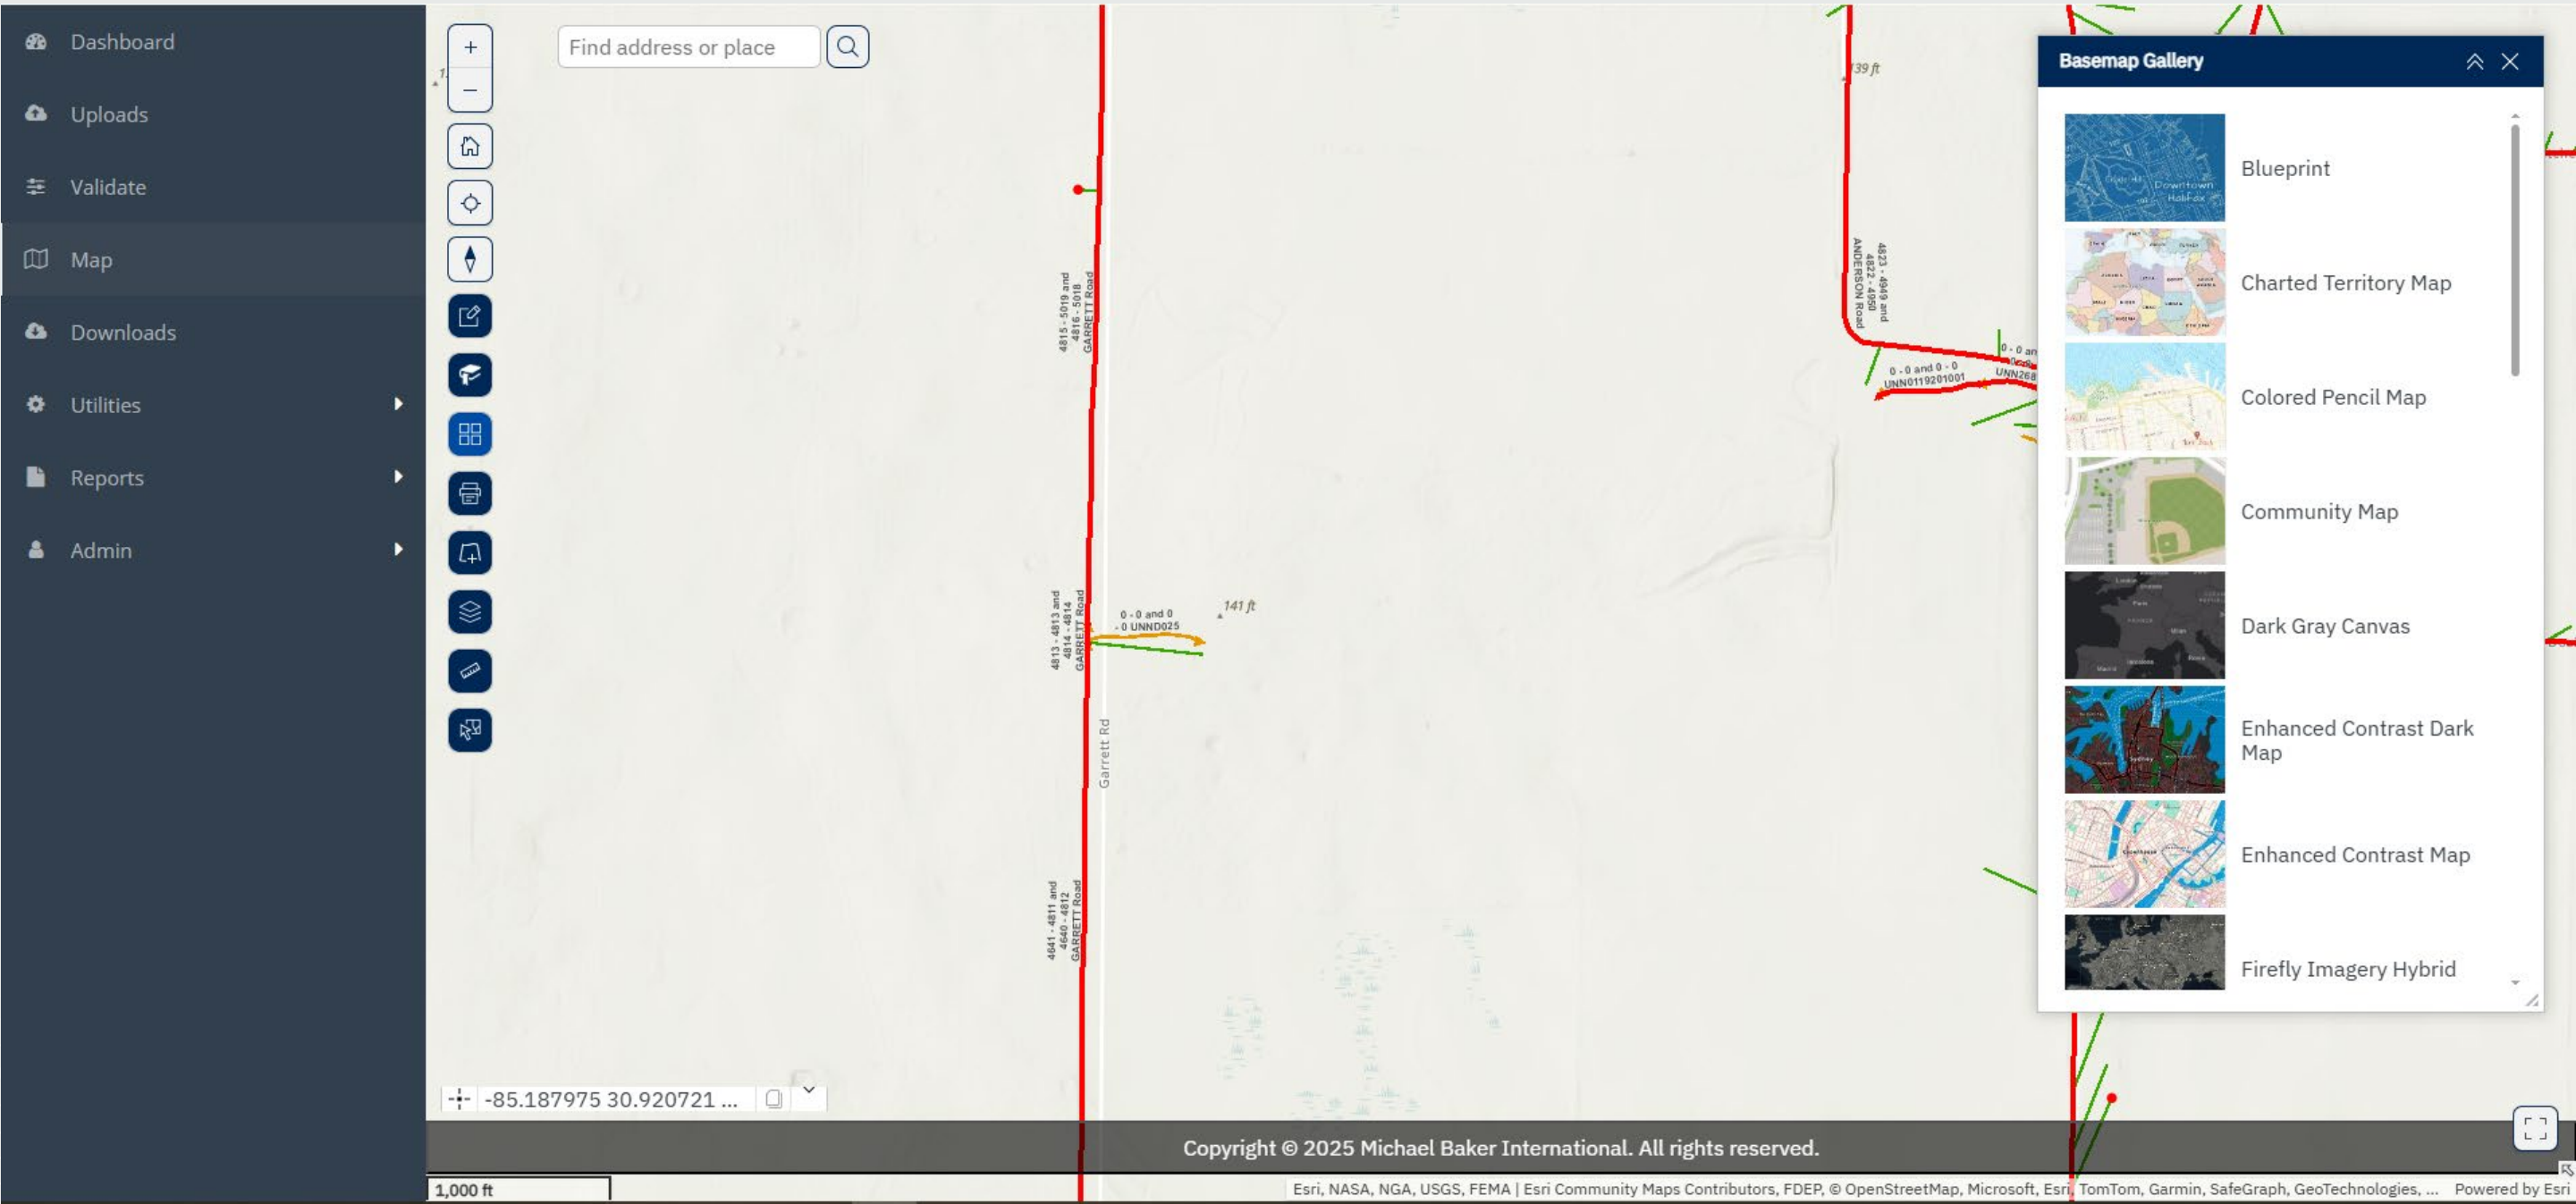 Dashboard
Uploads
Validate
Map
Downloads
Utilities
Reports
Admin
+
−
Find address or place
139 ft
4815 - 5019 and
4816 - 5018
GARRETT Road
4823 - 4949 and
4822 - 4950
ANDERSON Road
0 - 0 and 0 - 0
UNN0119201001
0 - 0 an
UNN268
4813 - 4813 and
4814 - 4814
GARRETT Road
0 - 0 and 0
- 0 UNND025
141 ft
Garrett Rd
4641 - 4811 and
4640 - 4812
GARRETT Road
Basemap Gallery
Downtown
Halifax
Blueprint
Charted Territory Map
Colored Pencil Map
Community Map
Dark Gray Canvas
Sydney
Enhanced Contrast Dark
Map
Enhanced Contrast Map
Firefly Imagery Hybrid
-85.187975 30.920721 ...
Copyright © 2025 Michael Baker International. All rights reserved.
1,000 ft
Esri, NASA, NGA, USGS, FEMA | Esri Community Maps Contributors, FDEP, © OpenStreetMap, Microsoft, Esri, TomTom, Garmin, SafeGraph, GeoTechnologies, ...
Powered by Esri